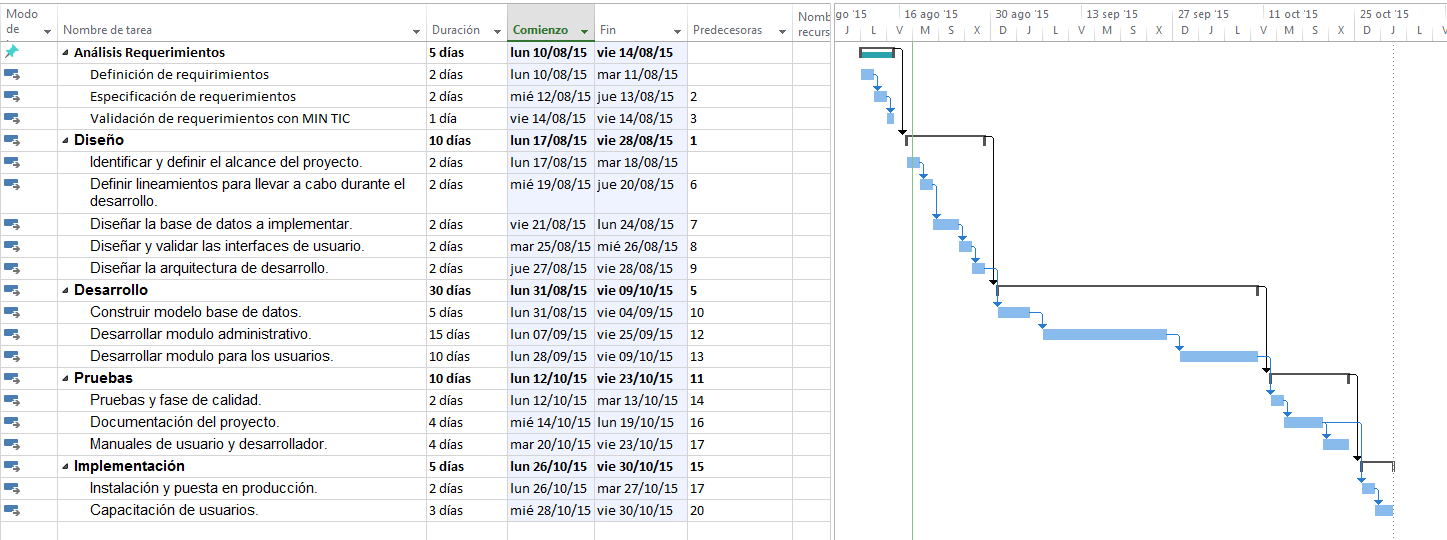 Modo de Nombre de tarea Duración Comienzo Fin Predecesoras Nomb recurs
go '15 16 ago '15 30 ago '15 13 sep '15 27 sep '15 11 oct '15 25 oct '15
J L V M S X D J L V M S X D J L V M S X D J L V
Análisis Requerimientos 5 días lun 10/08/15 vie 14/08/15
Definición de requirimientos 2 días lun 10/08/15 mar 11/08/15
Especificación de requerimientos 2 días mié 12/08/15 jue 13/08/15 2
Validación de requerimientos con MIN TIC 1 día vie 14/08/15 vie 14/08/15 3
Diseño 10 días lun 17/08/15 vie 28/08/15 1
Identificar y definir el alcance del proyecto. 2 días lun 17/08/15 mar 18/08/15
Definir lineamientos para llevar a cabo durante el desarrollo. 2 días mié 19/08/15 jue 20/08/15 6
Diseñar la base de datos a implementar. 2 días vie 21/08/15 lun 24/08/15 7
Diseñar y validar las interfaces de usuario. 2 días mar 25/08/15 mié 26/08/15 8
Diseñar la arquitectura de desarrollo. 2 días jue 27/08/15 vie 28/08/15 9
Desarrollo 30 días lun 31/08/15 vie 09/10/15 5
Construir modelo base de datos. 5 días lun 31/08/15 vie 04/09/15 10
Desarrollar modulo administrativo. 15 días lun 07/09/15 vie 25/09/15 12
Desarrollar modulo para los usuarios. 10 días lun 28/09/15 vie 09/10/15 13
Pruebas 10 días lun 12/10/15 vie 23/10/15 11
Pruebas y fase de calidad. 2 días lun 12/10/15 mar 13/10/15 14
Documentación del proyecto. 4 días mié 14/10/15 lun 19/10/15 16
Manuales de usuario y desarrollador. 4 días mar 20/10/15 vie 23/10/15 17
Implementación 5 días lun 26/10/15 vie 30/10/15 15
Instalación y puesta en producción. 2 días lun 26/10/15 mar 27/10/15 17
Capacitación de usuarios. 3 días mié 28/10/15 vie 30/10/15 20